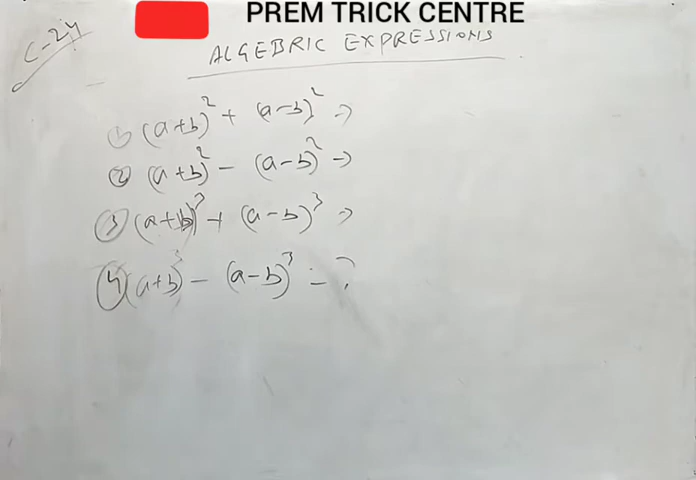 PREM TRICK CENTRE
C-24
ALGEBRIC EXPRESSIONS
1) (a+b)² + (a-b)² →
2) (a+b)² - (a-b)² →
3) (a+b)³ + (a-b)³ →
4) (a+b)³ - (a-b)³ = ?